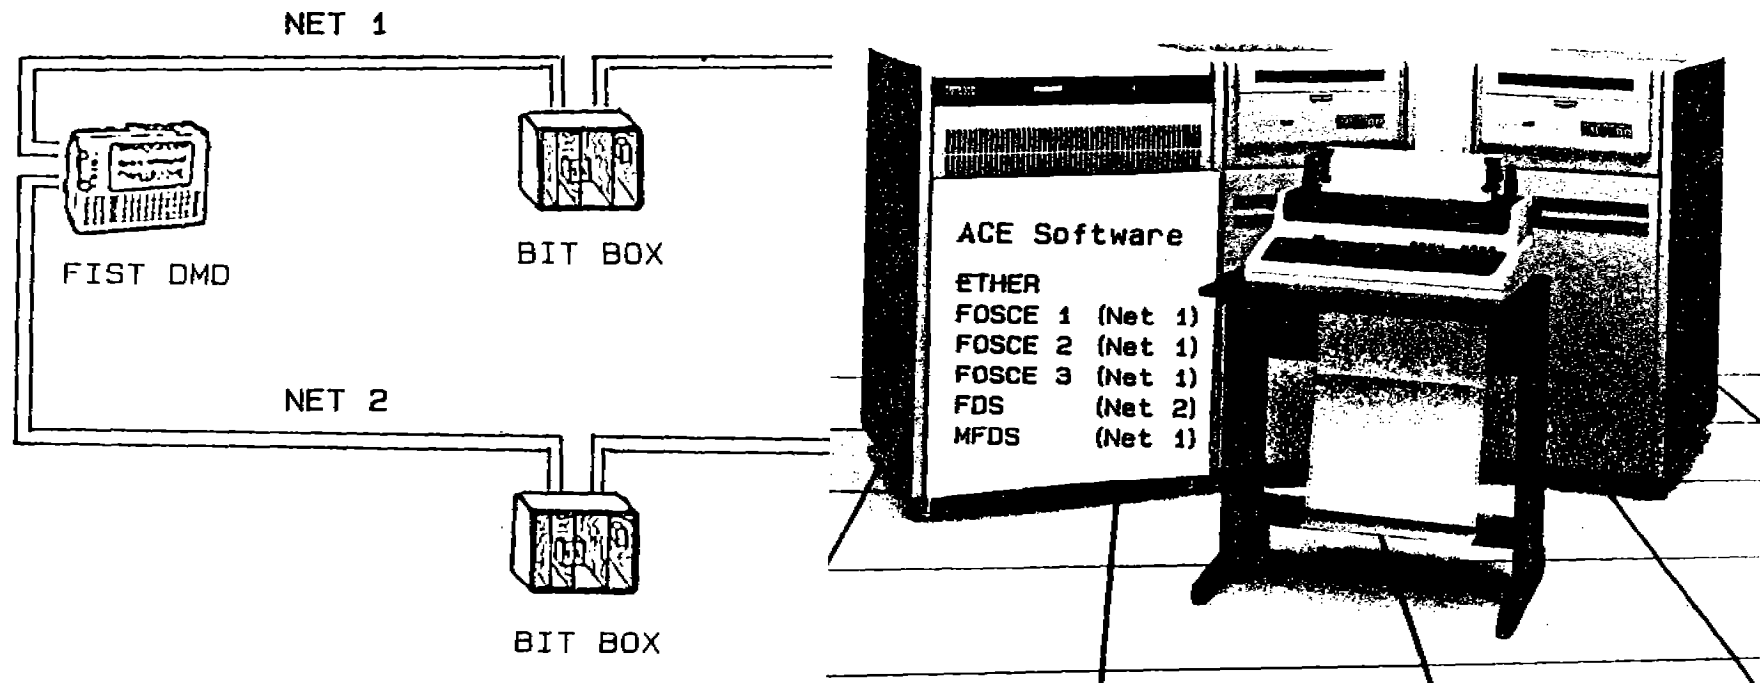 NET 1
FIST DMD
BIT BOX
NET 2
BIT BOX
ACE Software
ETHER
FOSCE 1 (Net 1)
FOSCE 2 (Net 1)
FOSCE 3 (Net 1)
FDS (Net 2)
MFDS (Net 1)